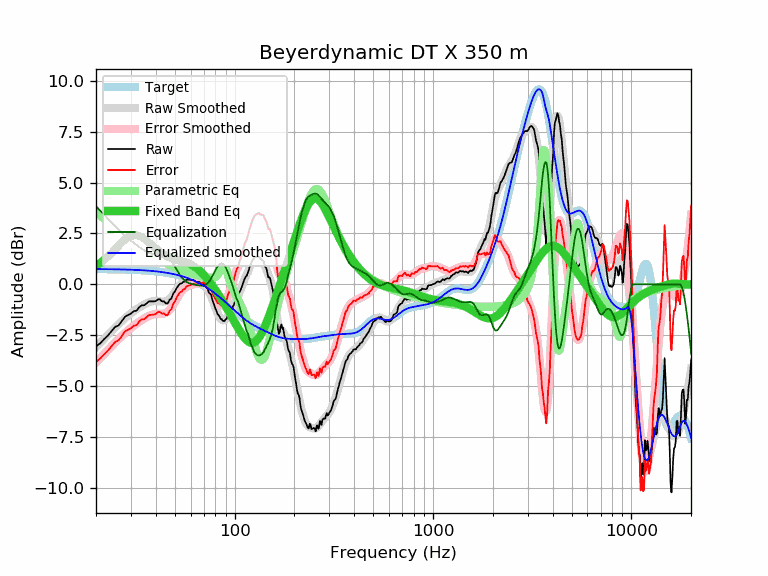 Beyerdynamic DT X 350 m
10.0
7.5
5.0
2.5
0.0
−2.5
−5.0
−7.5
−10.0
Amplitude (dBr)
Target
Raw Smoothed
Error Smoothed
Raw
Error
Parametric Eq
Fixed Band Eq
Equalization
Equalized smoothed
100 1000 10000
Frequency (Hz)